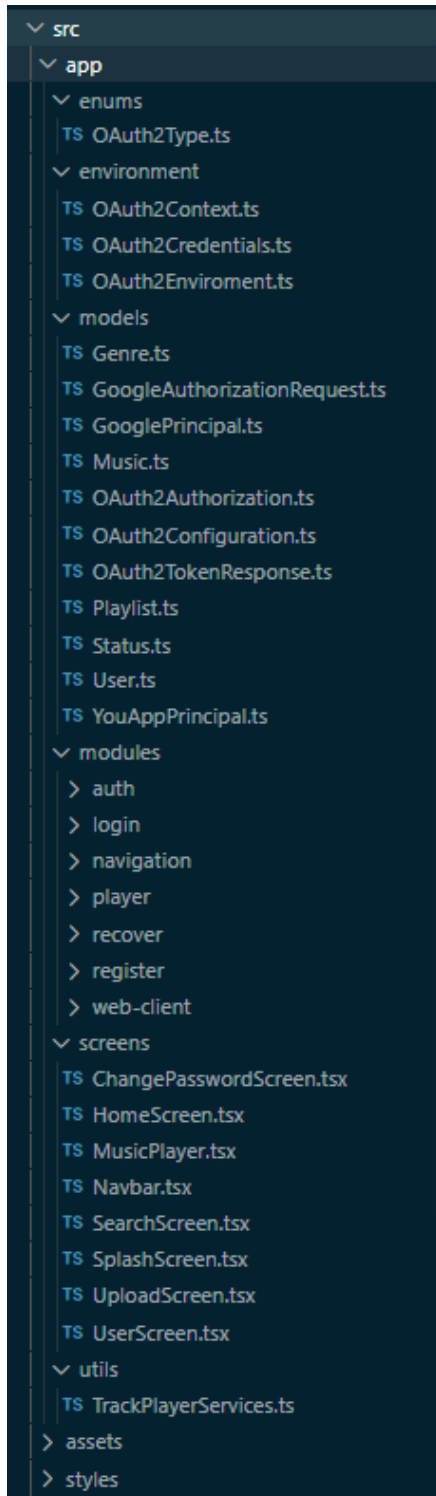 src
app
enums
TS OAuth2Type.ts
environment
TS OAuth2Context.ts
TS OAuth2Credentials.ts
TS OAuth2Enviroment.ts
models
TS Genre.ts
TS GoogleAuthorizationRequest.ts
TS GooglePrincipal.ts
TS Music.ts
TS OAuth2Authorization.ts
TS OAuth2Configuration.ts
TS OAuth2TokenResponse.ts
TS Playlist.ts
TS Status.ts
TS User.ts
TS YouAppPrincipal.ts
modules
auth
login
navigation
player
recover
register
web-client
screens
TS ChangePasswordScreen.tsx
TS HomeScreen.tsx
TS MusicPlayer.tsx
TS Navbar.tsx
TS SearchScreen.tsx
TS SplashScreen.tsx
TS UploadScreen.tsx
TS UserScreen.tsx
utils
TS TrackPlayerServices.ts
assets
styles